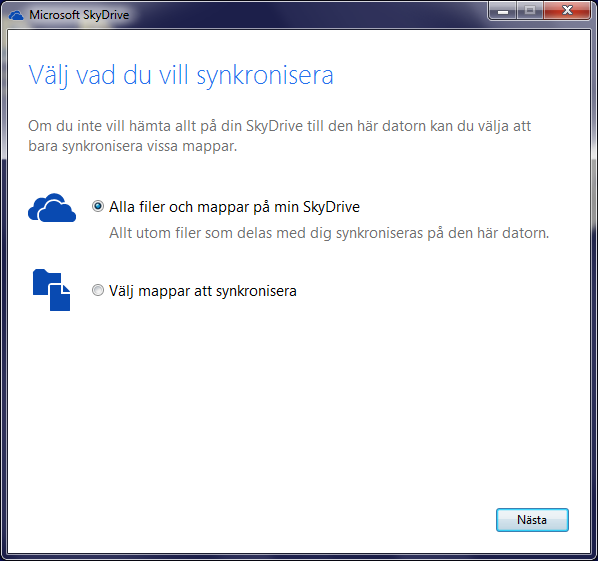 Microsoft SkyDrive
Välj vad du vill synkronisera
Om du inte vill hämta allt på din SkyDrive till den här datorn kan du välja att
bara synkronisera vissa mappar.
Alla filer och mappar på min SkyDrive
Allt utom filer som delas med dig synkroniseras på den här datorn.
Välj mappar att synkronisera
Nästa